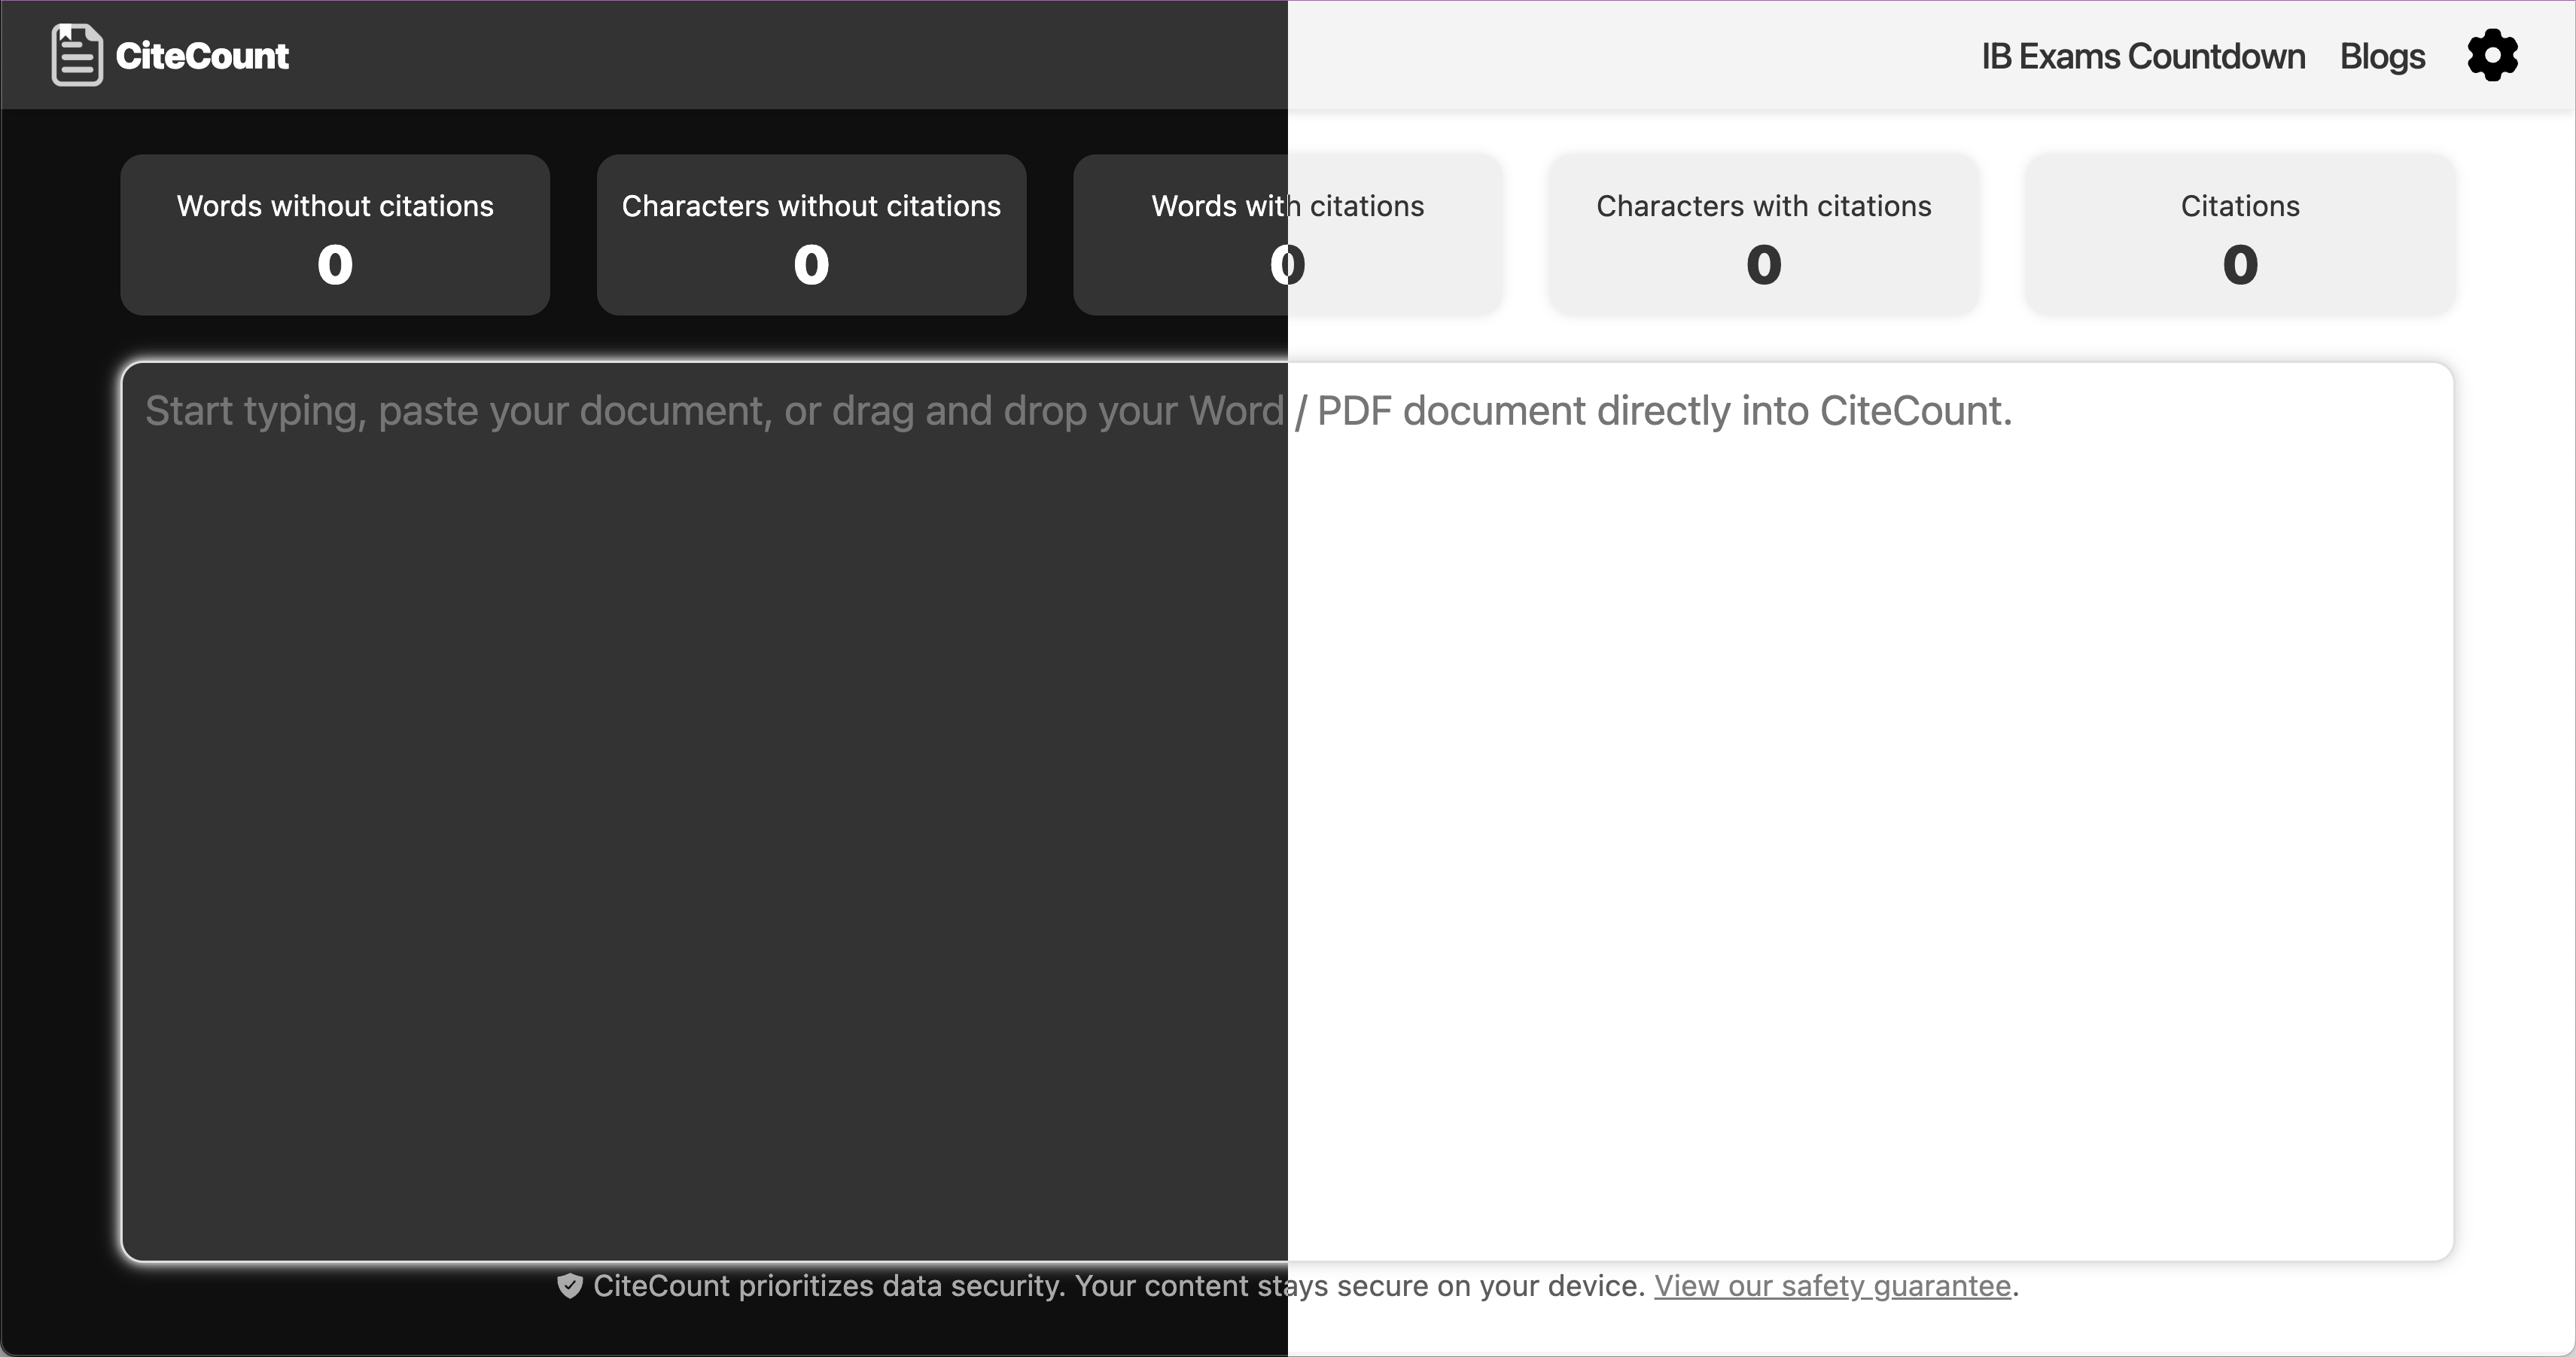 CiteCount
IB Exams Countdown
Blogs
Words without citations
0
Characters without citations
0
Words with citations
0
Characters with citations
0
Citations
0
Start typing, paste your document, or drag and drop your Word / PDF document directly into CiteCount.
CiteCount prioritizes data security. Your content stays secure on your device. View our safety guarantee.